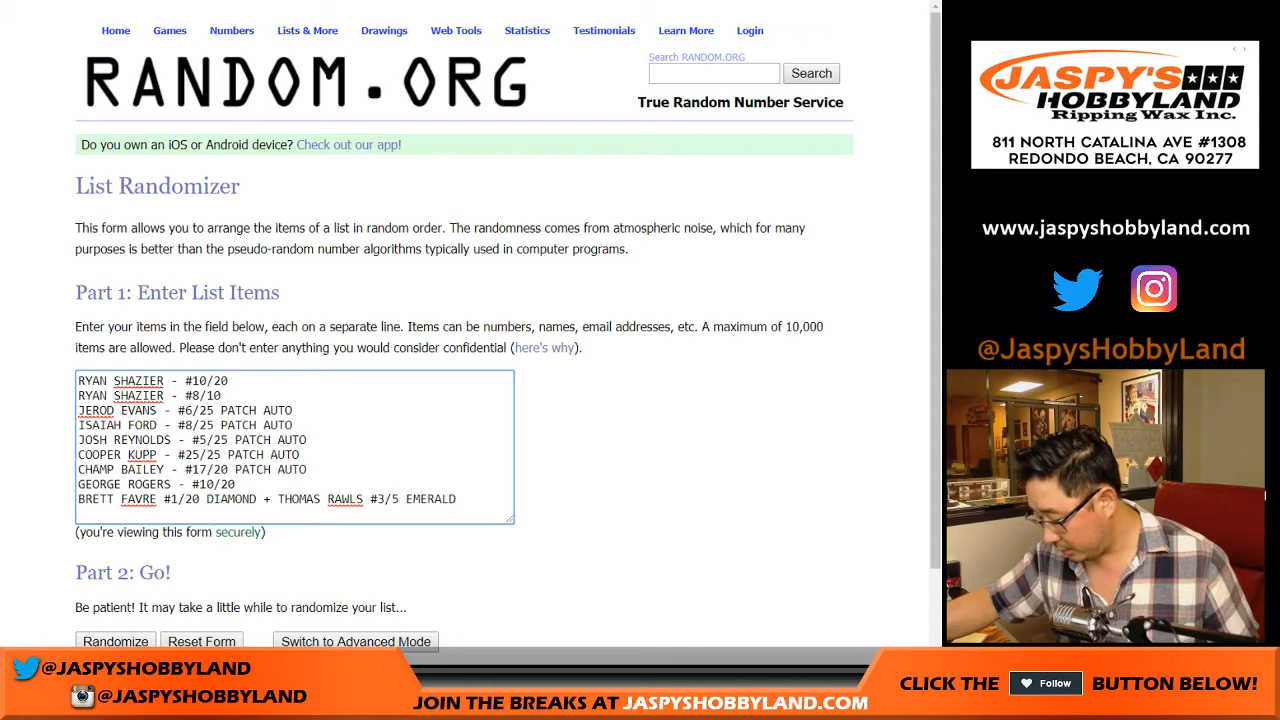 Home Games Numbers Lists & More Drawings Web Tools Statistics Testimonials Learn More Login
RANDOM.ORG
Search RANDOM.ORG
Search
True Random Number Service
Do you own an iOS or Android device? Check out our app!
List Randomizer
This form allows you to arrange the items of a list in random order. The randomness comes from atmospheric noise, which for many
purposes is better than the pseudo-random number algorithms typically used in computer programs.
Part 1: Enter List Items
Enter your items in the field below, each on a separate line. Items can be numbers, names, email addresses, etc. A maximum of 10,000
items are allowed. Please don't enter anything you would consider confidential (here's why).
RYAN SHAZIER - #10/20
RYAN SHAZIER - #8/10
JEROD EVANS - #6/25 PATCH AUTO
ISAIAH FORD - #8/25 PATCH AUTO
JOSH REYNOLDS - #5/25 PATCH AUTO
COOPER KUPP - #25/25 PATCH AUTO
CHAMP BAILEY - #17/20 PATCH AUTO
GEORGE ROGERS - #10/20
BRETT FAVRE #1/20 DIAMOND + THOMAS RAWLS #3/5 EMERALD
(you're viewing this form securely)
Part 2: Go!
Be patient! It may take a little while to randomize your list...
Randomize Reset Form Switch to Advanced Mode
JASPY'S
HOBBYLAND
Ripping Wax Inc.
811 NORTH CATALINA AVE #1308
REDONDO BEACH, CA 90277
www.jaspyshobbyland.com
@JaspysHobbyLand
@JASPYSHOBBYLAND
@JASPYSHOBBYLAND
JOIN THE BREAKS AT JASPYSHOBBYLAND.COM
CLICK THE Follow BUTTON BELOW!